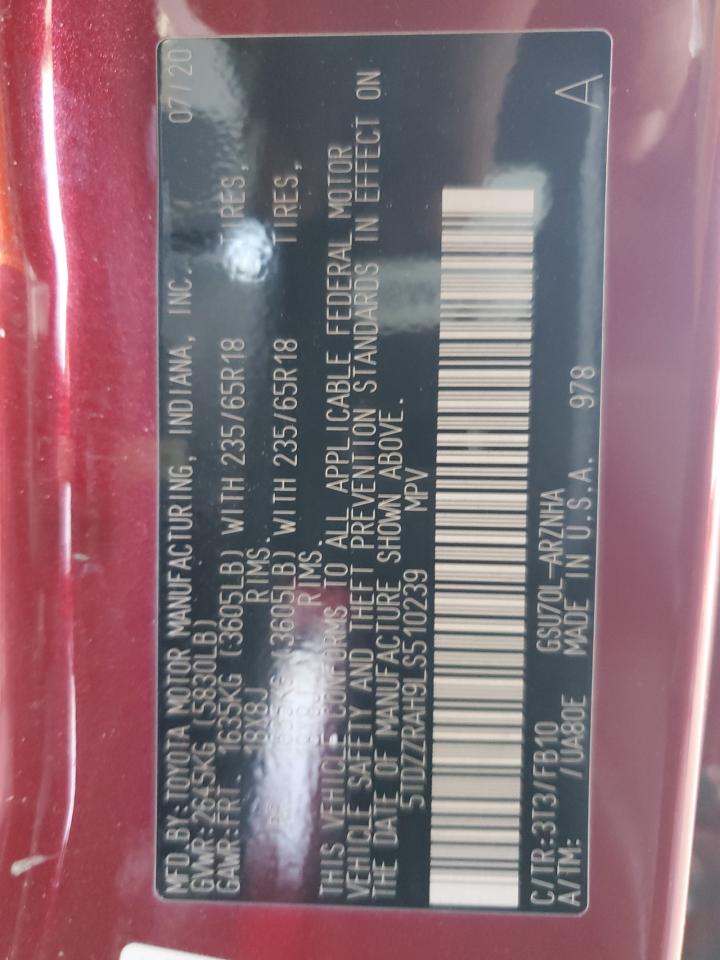 MFD.BY:TOYOTA MOTOR MANUFACTURING, INDIANA, INC. 07/20
GVWR:2645KG (5830LB)
GAWR:FRT. 1635KG (3605LB) WITH 235/65R18 TIRES,
18X8J RIMS.
1635KG (3605LB) WITH 235/65R18 TIRES,
RIMS.
THIS VEHICLE CONFORMS TO ALL APPLICABLE FEDERAL MOTOR
VEHICLE SAFETY AND THEFT PREVENTION STANDARDS IN EFFECT ON
THE DATE OF MANUFACTURE SHOWN ABOVE.
5TDZZRAH9LS510239 MPV
C/TR:3T3/FB10 GSU70L-ARZNHA A
A/TM: /UA80E MADE IN U.S.A. 978